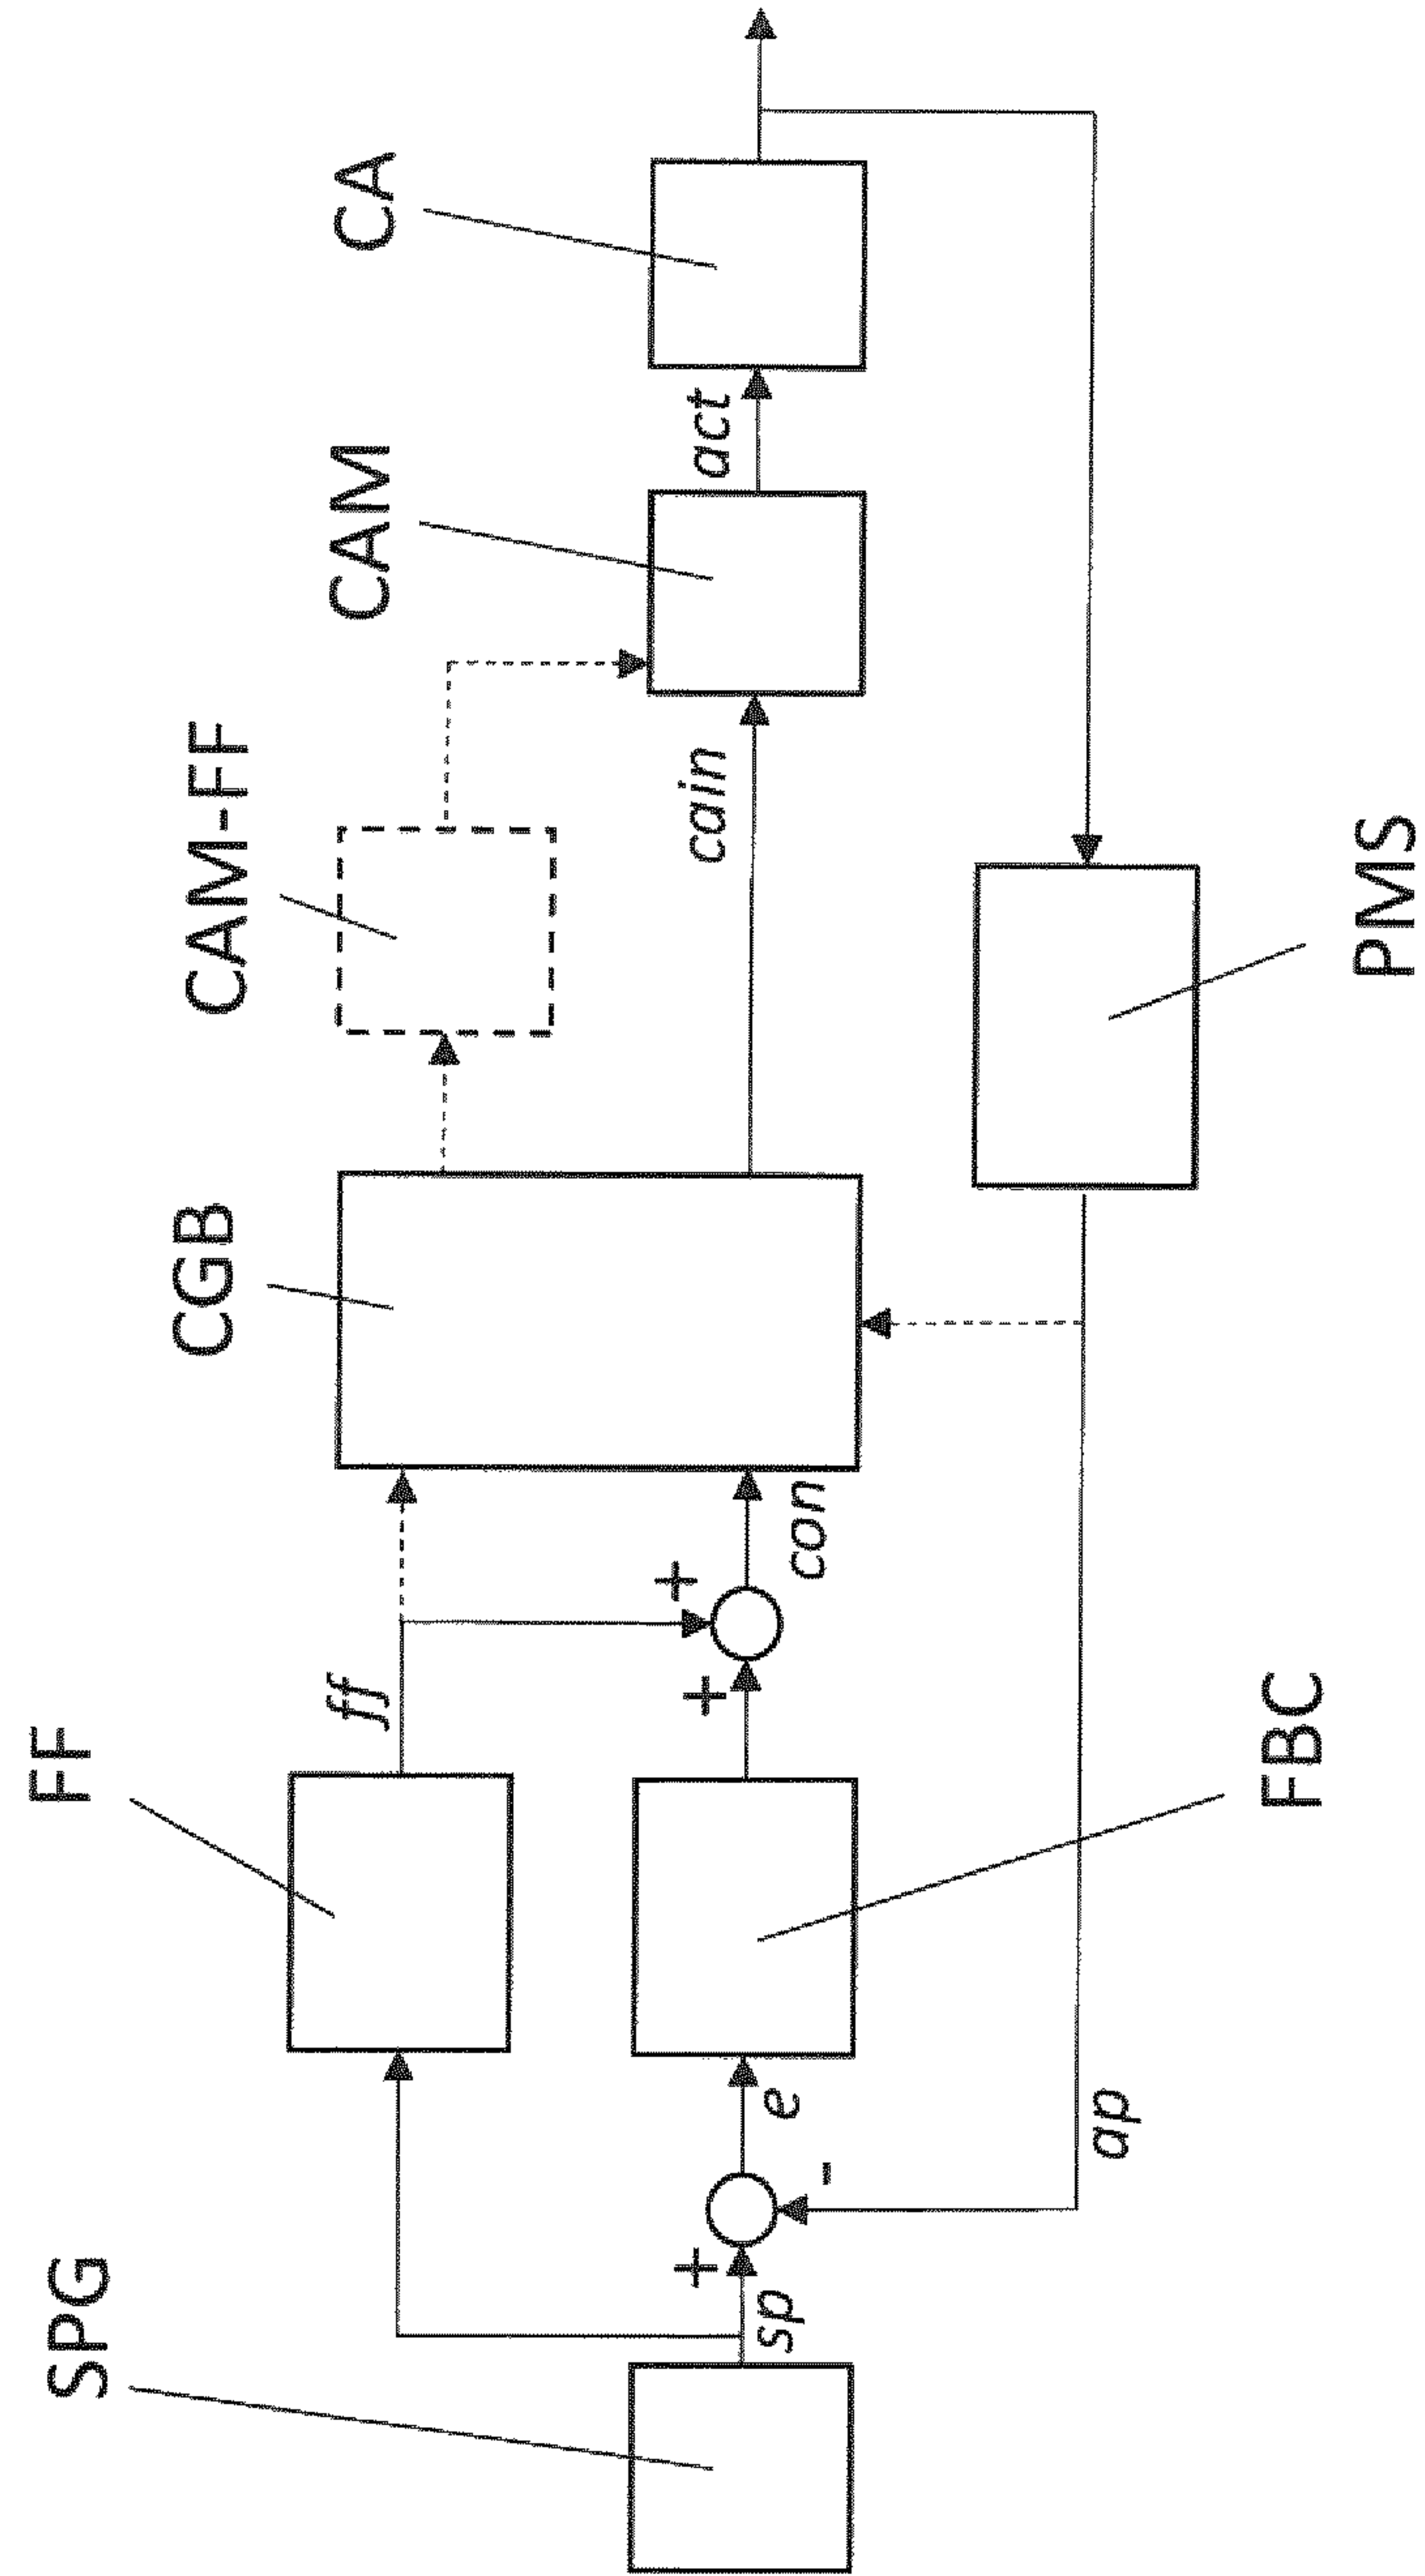 SPG
FF
CGB
CAM-FF
CAM
CA
ff
+
sp
+
-
e
+
con
cain
act
ap
FBC
PMS